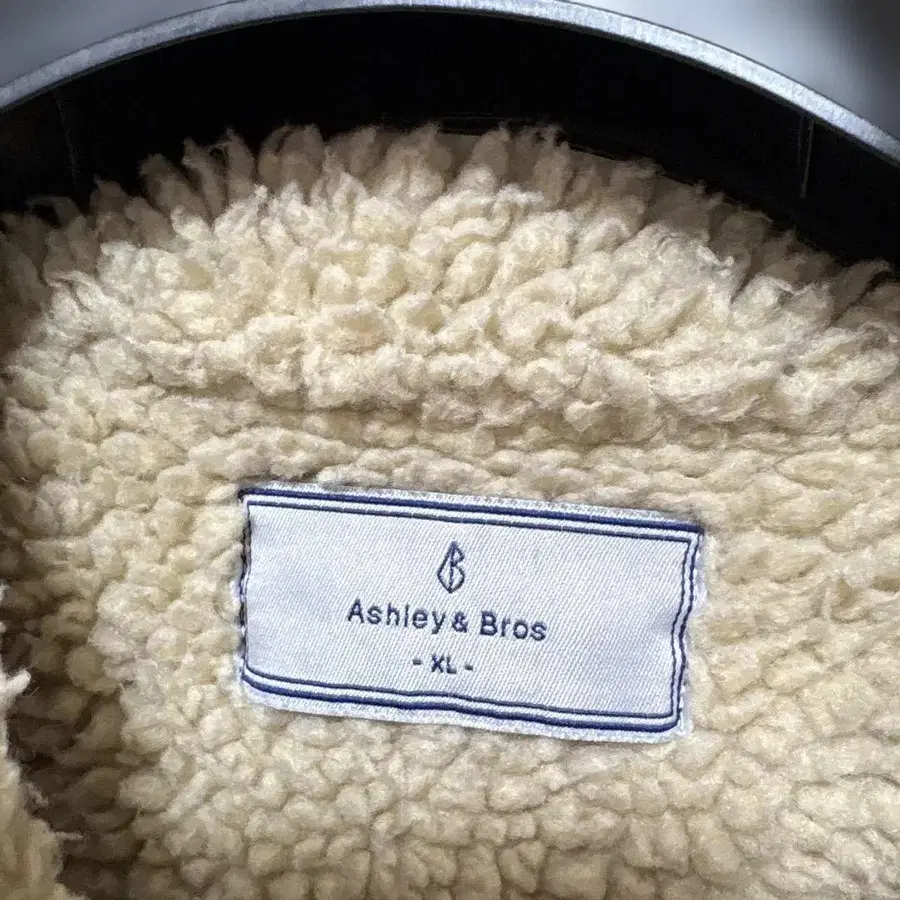 Ashley & Bros
- XL -